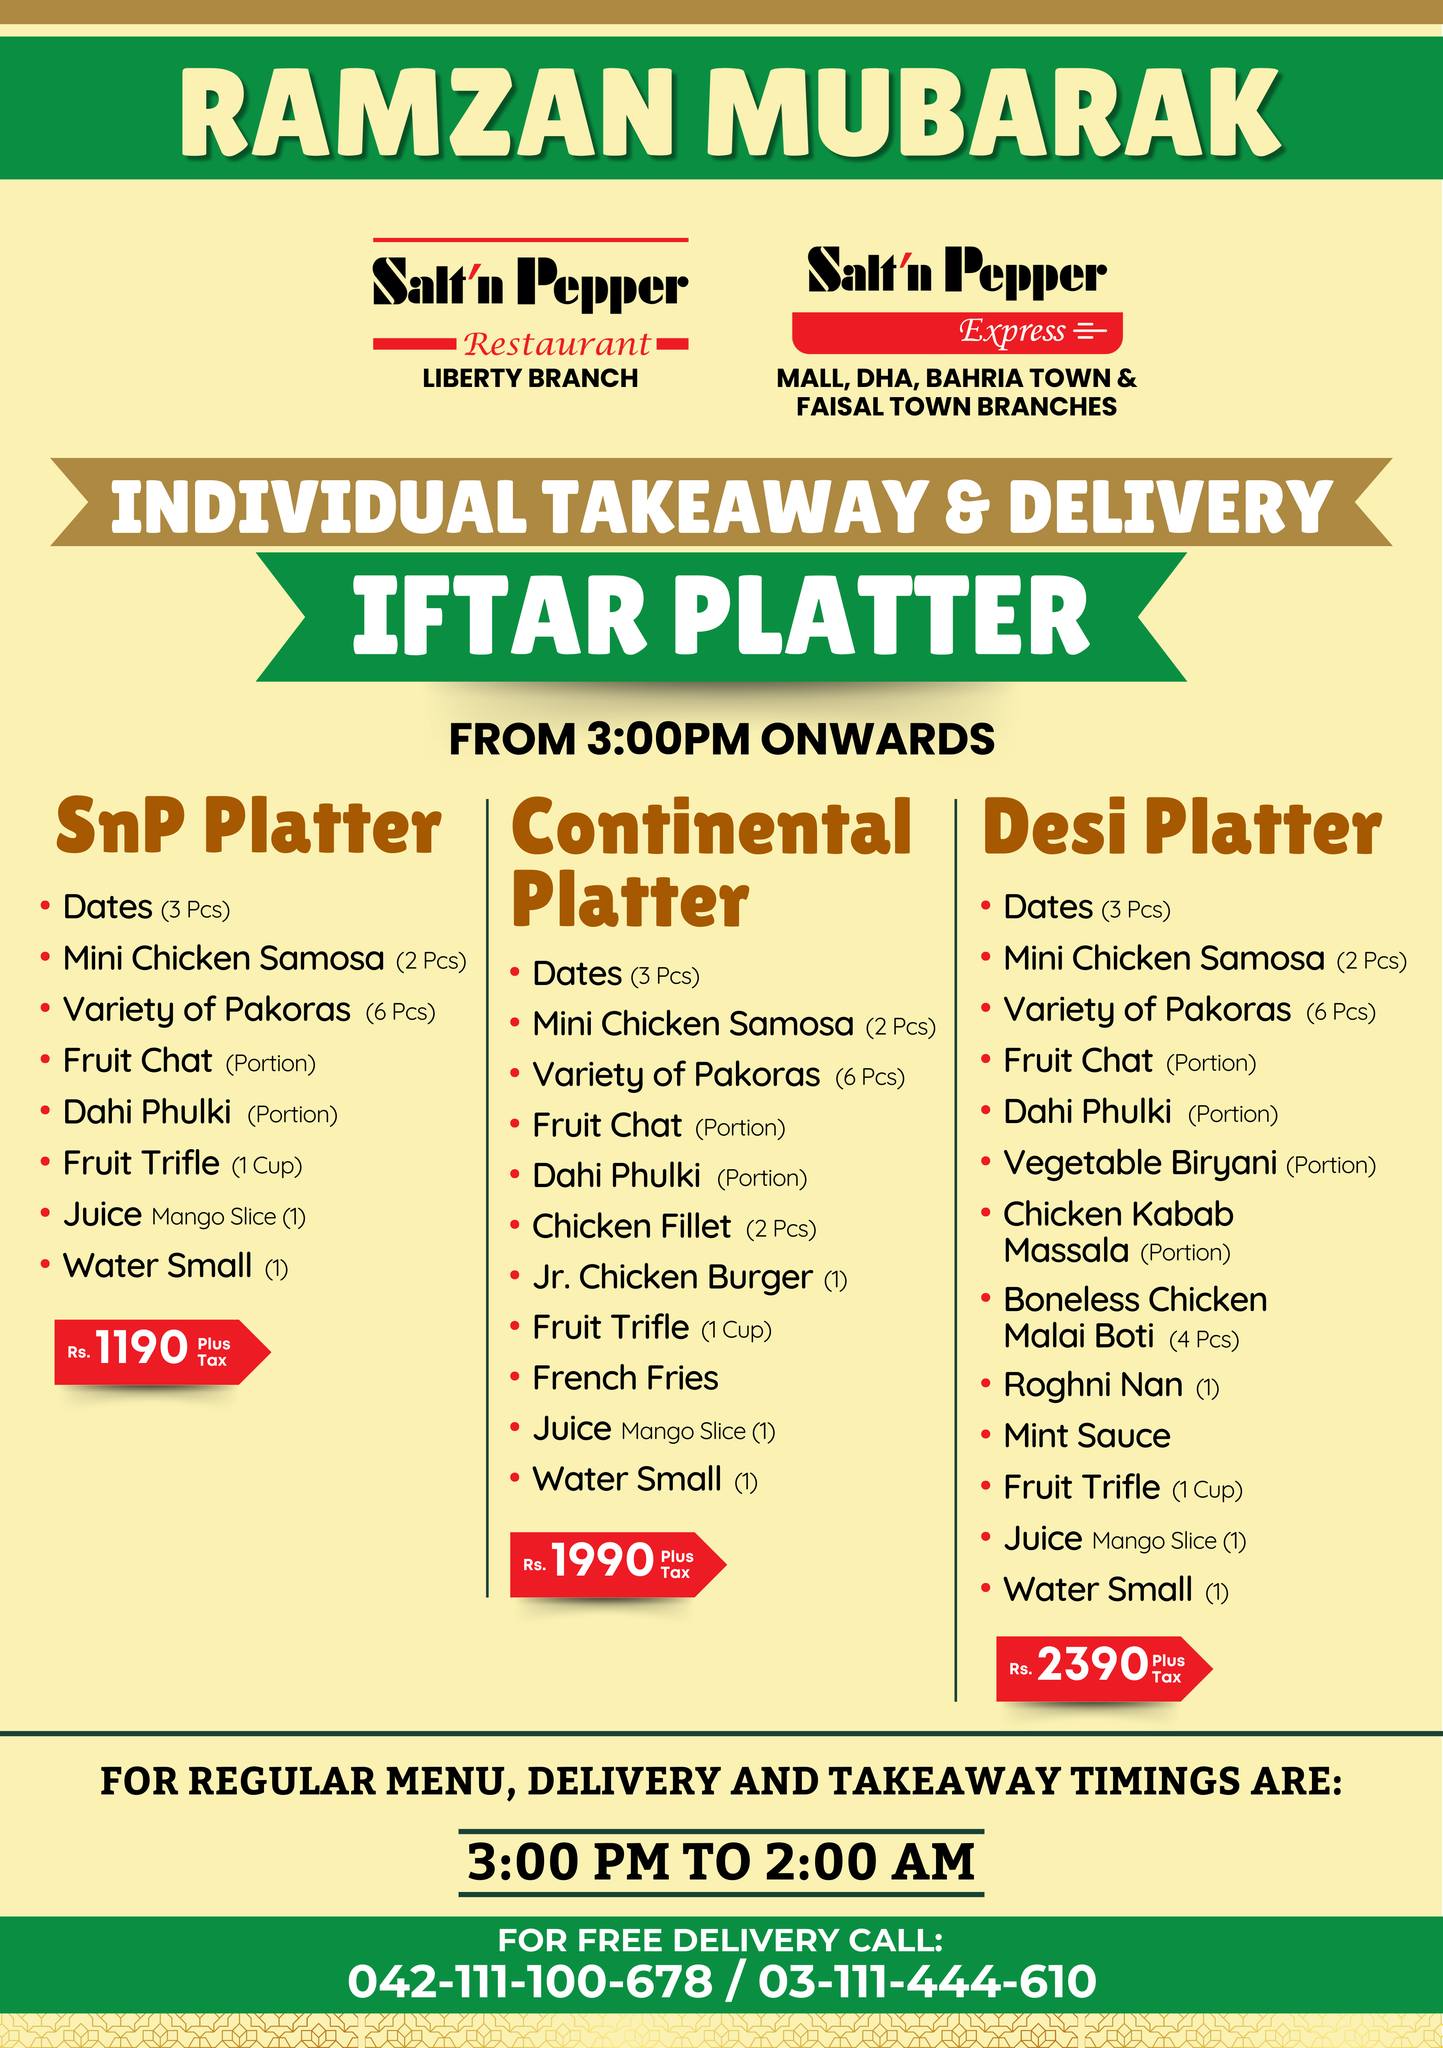 RAMZAN MUBARAK
Salt'n Pepper
Restaurant
LIBERTY BRANCH
Salt'n Pepper
Express
MALL, DHA, BAHRIA TOWN &
FAISAL TOWN BRANCHES
INDIVIDUAL TAKEAWAY & DELIVERY
IFTAR PLATTER
FROM 3:00PM ONWARDS
SnP Platter
• Dates (3 Pcs)
• Mini Chicken Samosa (2 Pcs)
• Variety of Pakoras (6 Pcs)
• Fruit Chat (Portion)
• Dahi Phulki (Portion)
• Fruit Trifle (1 Cup)
• Juice Mango Slice (1)
• Water Small (1)
Rs. 1190 Plus Tax
Continental
Platter
• Dates (3 Pcs)
• Mini Chicken Samosa (2 Pcs)
• Variety of Pakoras (6 Pcs)
• Fruit Chat (Portion)
• Dahi Phulki (Portion)
• Chicken Fillet (2 Pcs)
• Jr. Chicken Burger (1)
• Fruit Trifle (1 Cup)
• French Fries
• Juice Mango Slice (1)
• Water Small (1)
Rs. 1990 Plus Tax
Desi Platter
• Dates (3 Pcs)
• Mini Chicken Samosa (2 Pcs)
• Variety of Pakoras (6 Pcs)
• Fruit Chat (Portion)
• Dahi Phulki (Portion)
• Vegetable Biryani (Portion)
• Chicken Kabab
Massala (Portion)
• Boneless Chicken
Malai Boti (4 Pcs)
• Roghni Nan (1)
• Mint Sauce
• Fruit Trifle (1 Cup)
• Juice Mango Slice (1)
• Water Small (1)
Rs. 2390 Plus Tax
FOR REGULAR MENU, DELIVERY AND TAKEAWAY TIMINGS ARE:
3:00 PM TO 2:00 AM
FOR FREE DELIVERY CALL:
042-111-100-678 / 03-111-444-610